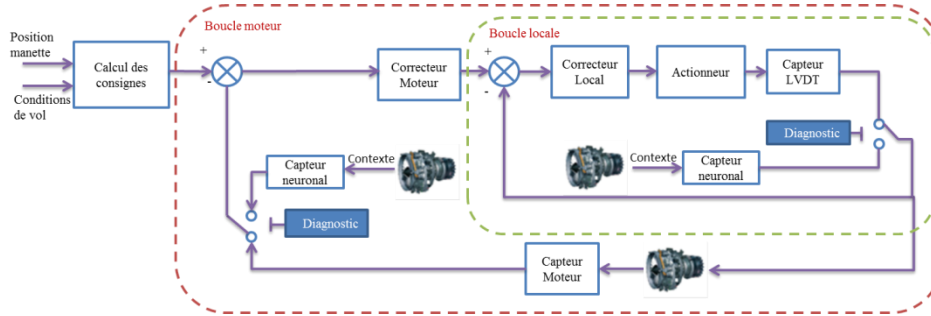 Boucle moteur
Position
manette
Calcul des
consignes
Conditions
de vol
+
-
Correcteur
Moteur
Boucle locale
+
-
Correcteur
Local
Actionneur
Capteur
LVDT
Diagnostic
Contexte
Capteur
neuronal
Contexte
Capteur
neuronal
Diagnostic
Capteur
Moteur